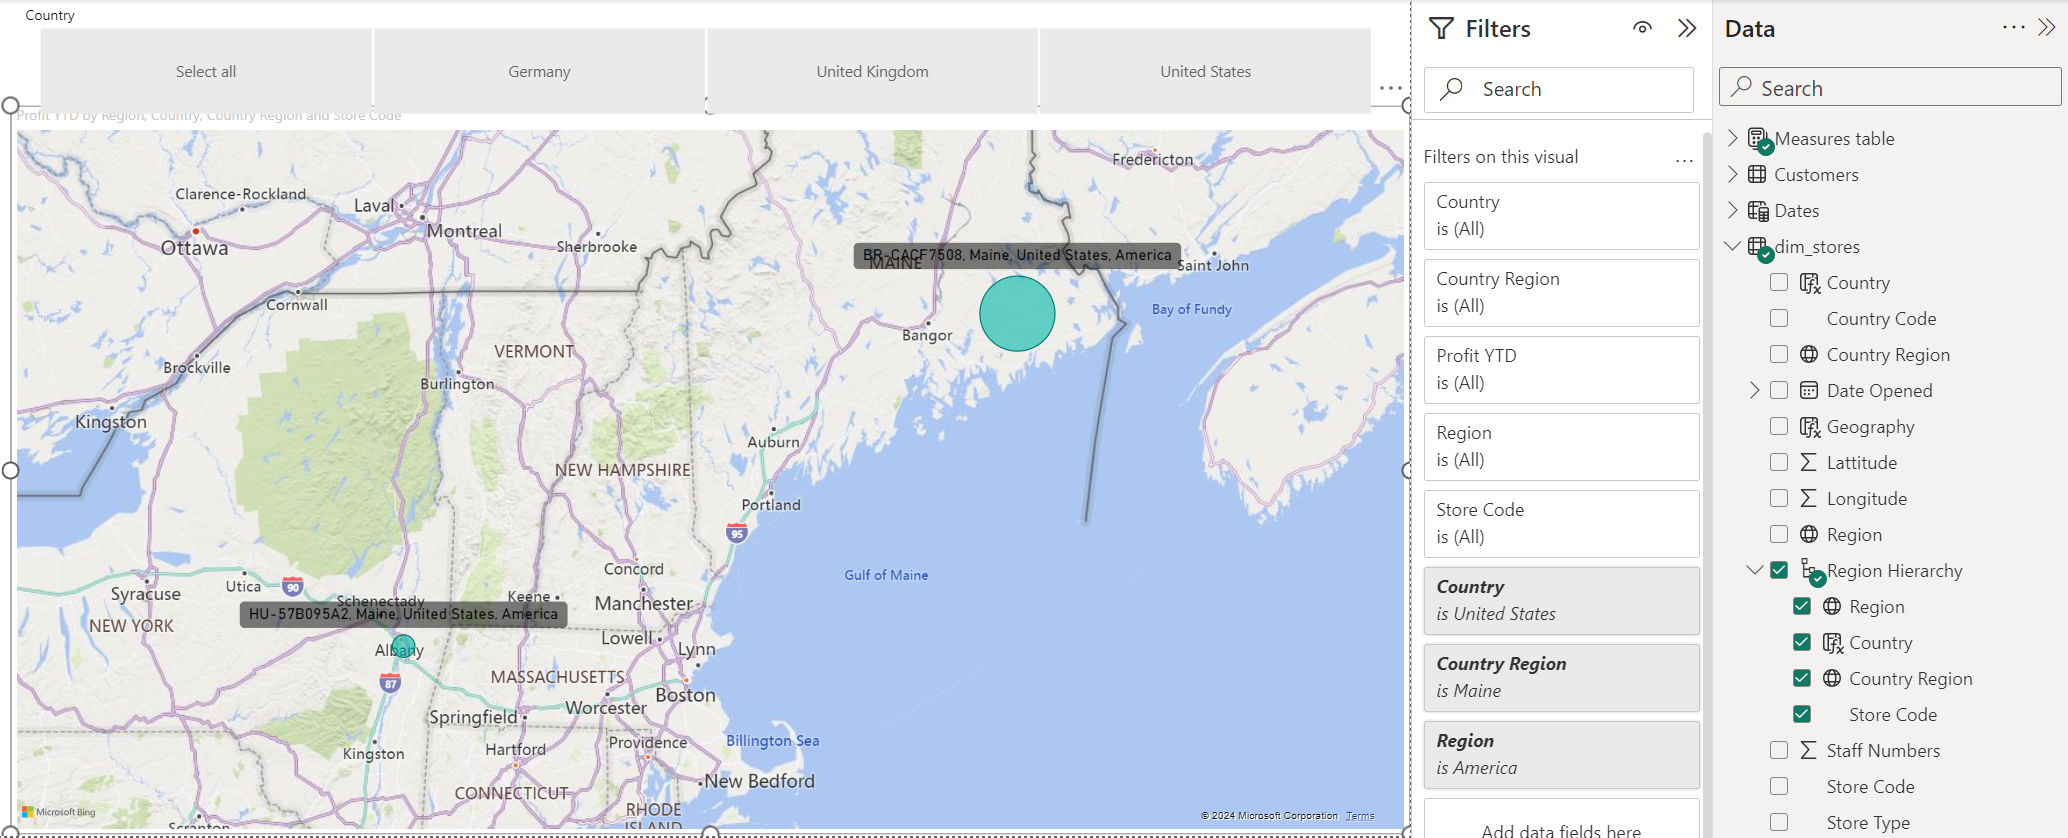 Country
Select all
Germany
United Kingdom
United States
Profit YTD by Region, Country, Country Region and Store Code
Clarence-Rockland
Laval
Ottawa
Montreal
Sherbrooke
Fredericton
BR-CACF7508, Maine, United States, America
MAINE
Saint John
Cornwall
Bay of Fundy
Bangor
VERMONT
Brockville
Burlington
Kingston
Auburn
NEW HAMPSHIRE
Portland
95
Concord
Gulf of Maine
Utica
90
Syracuse
Schenectady
Keene
Manchester
HU-57B095A2, Maine, United States, America
NEW YORK
Lowell
Albany
Lynn
87
MASSACHUSETTS
Boston
Worcester
Springfield
Kingston
Hartford
Providence
Billington Sea
New Bedford
CONNECTICUT
RHODE
ISLAND
Scranton
Microsoft Bing
© 2024 Microsoft Corporation Terms
Filters
Search
Filters on this visual
Country
is (All)
Country Region
is (All)
Profit YTD
is (All)
Region
is (All)
Store Code
is (All)
Country
is United States
Country Region
is Maine
Region
is America
Add data fields here
Data
Search
Measures table
Customers
Dates
dim_stores
Country
Country Code
Country Region
Date Opened
Geography
Lattitude
Longitude
Region
Region Hierarchy
Region
Country
Country Region
Store Code
Staff Numbers
Store Code
Store Type